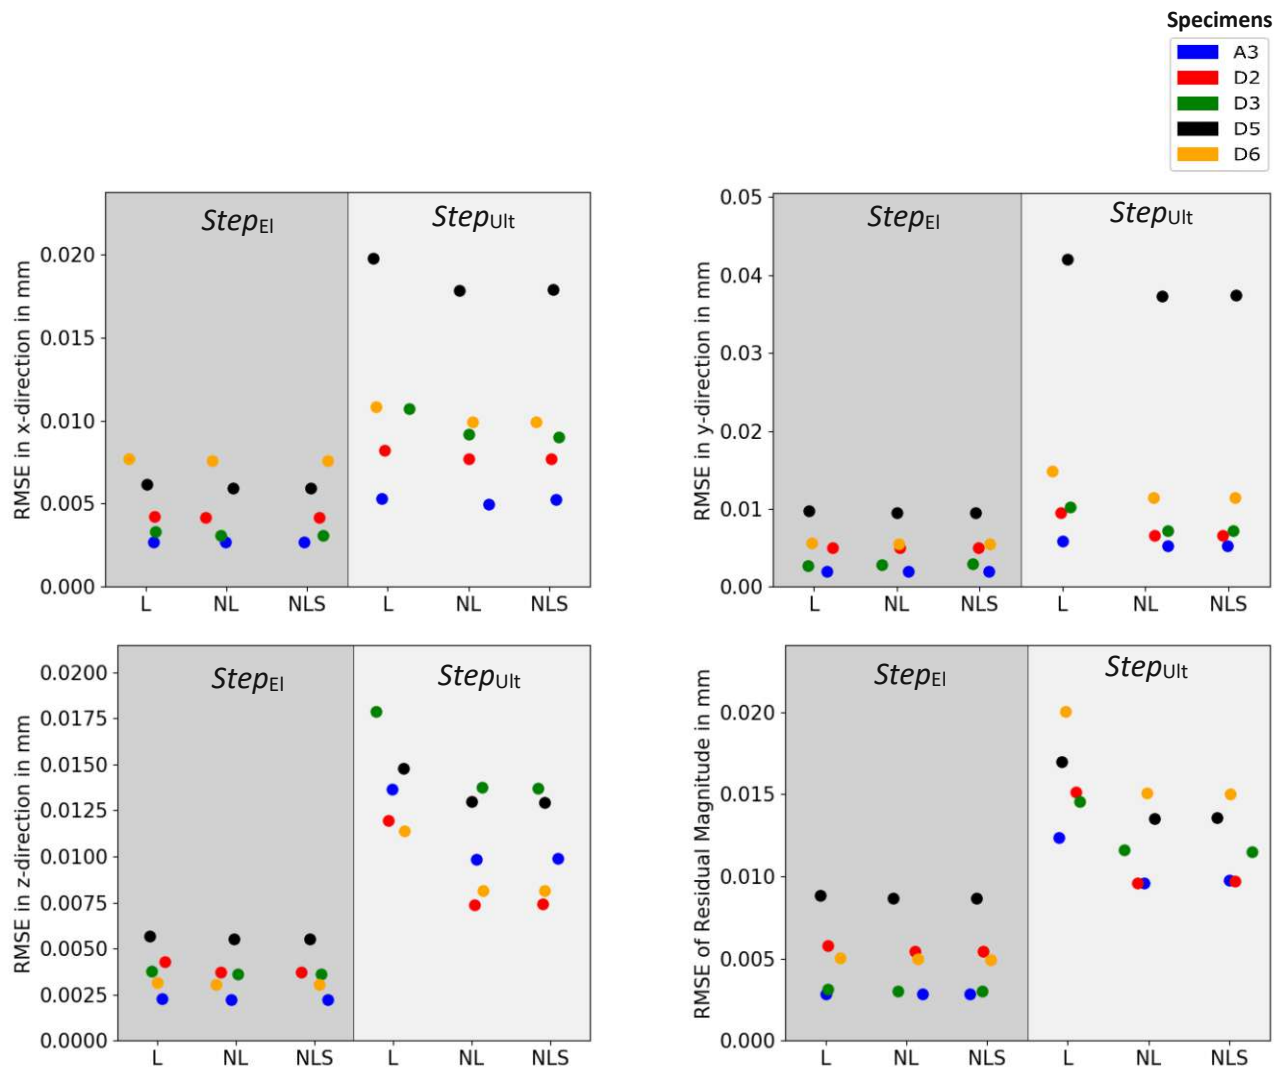 Specimens
A3
D2
D3
D5
D6
RMSE in x-direction in mm
0.020
0.015
0.010
0.005
0.000
StepEl
StepUlt
L NL NLS L NL NLS
RMSE in y-direction in mm
0.05
0.04
0.03
0.02
0.01
0.00
StepEl
StepUlt
L NL NLS L NL NLS
RMSE in z-direction in mm
0.0200
0.0175
0.0150
0.0125
0.0100
0.0075
0.0050
0.0025
0.0000
StepEl
StepUlt
L NL NLS L NL NLS
RMSE of Residual Magnitude in mm
0.020
0.015
0.010
0.005
0.000
StepEl
StepUlt
L NL NLS L NL NLS